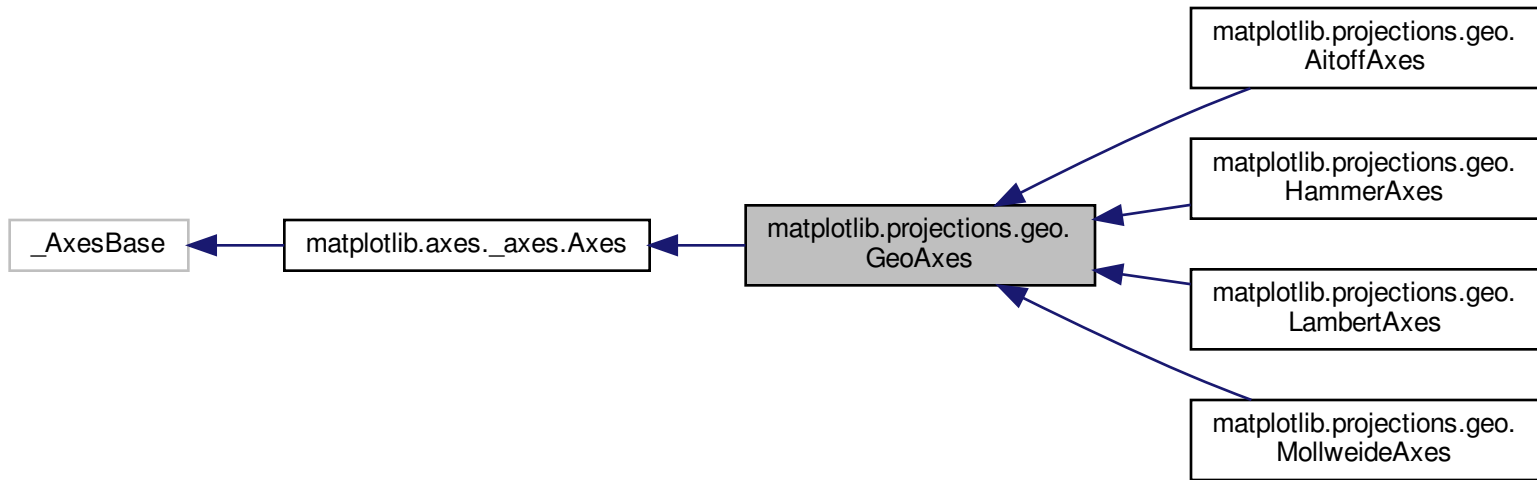 matplotlib.projections.geo.
AitoffAxes
matplotlib.projections.geo.
HammerAxes
_AxesBase
matplotlib.axes._axes.Axes
matplotlib.projections.geo.
GeoAxes
matplotlib.projections.geo.
LambertAxes
matplotlib.projections.geo.
MollweideAxes